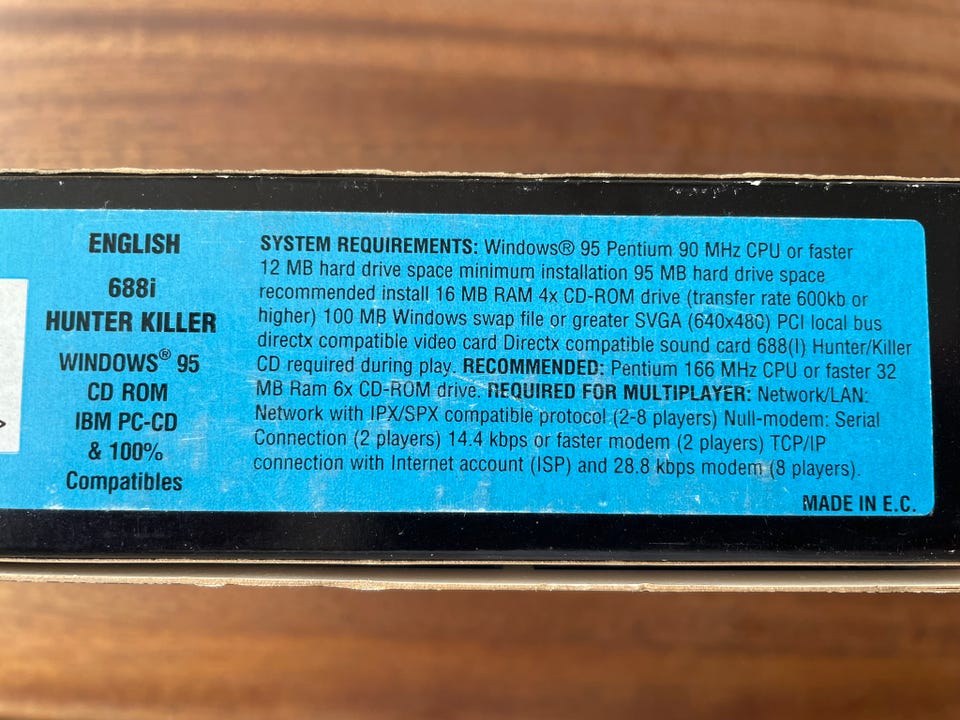 ENGLISH
688i
HUNTER KILLER
WINDOWS® 95
CD ROM
IBM PC-CD
& 100%
Compatibles
SYSTEM REQUIREMENTS: Windows® 95 Pentium 90 MHz CPU or faster
12 MB hard drive space minimum installation 95 MB hard drive space
recommended install 16 MB RAM 4x CD-ROM drive (transfer rate 600kb or
higher) 100 MB Windows swap file or greater SVGA (640x480) PCI local bus
directx compatible video card Directx compatible sound card 688(I) Hunter/Killer
CD required during play. RECOMMENDED: Pentium 166 MHz CPU or faster 32
MB Ram 6x CD-ROM drive. REQUIRED FOR MULTIPLAYER: Network/LAN:
Network with IPX/SPX compatible protocol (2-8 players) Null-modem: Serial
Connection (2 players) 14.4 kbps or faster modem (2 players) TCP/IP
connection with Internet account (ISP) and 28.8 kbps modem (8 players).
MADE IN E.C.